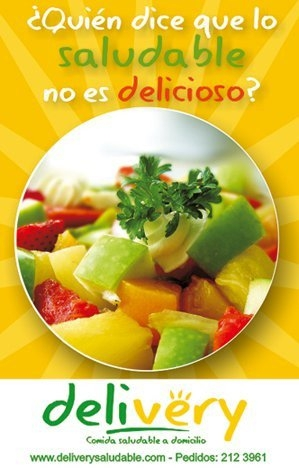 ¿Quién dice que lo
saludable
no es delicioso?
delivery
Comida saludable a domicilio
www.deliverysaludable.com - Pedidos: 212 3961